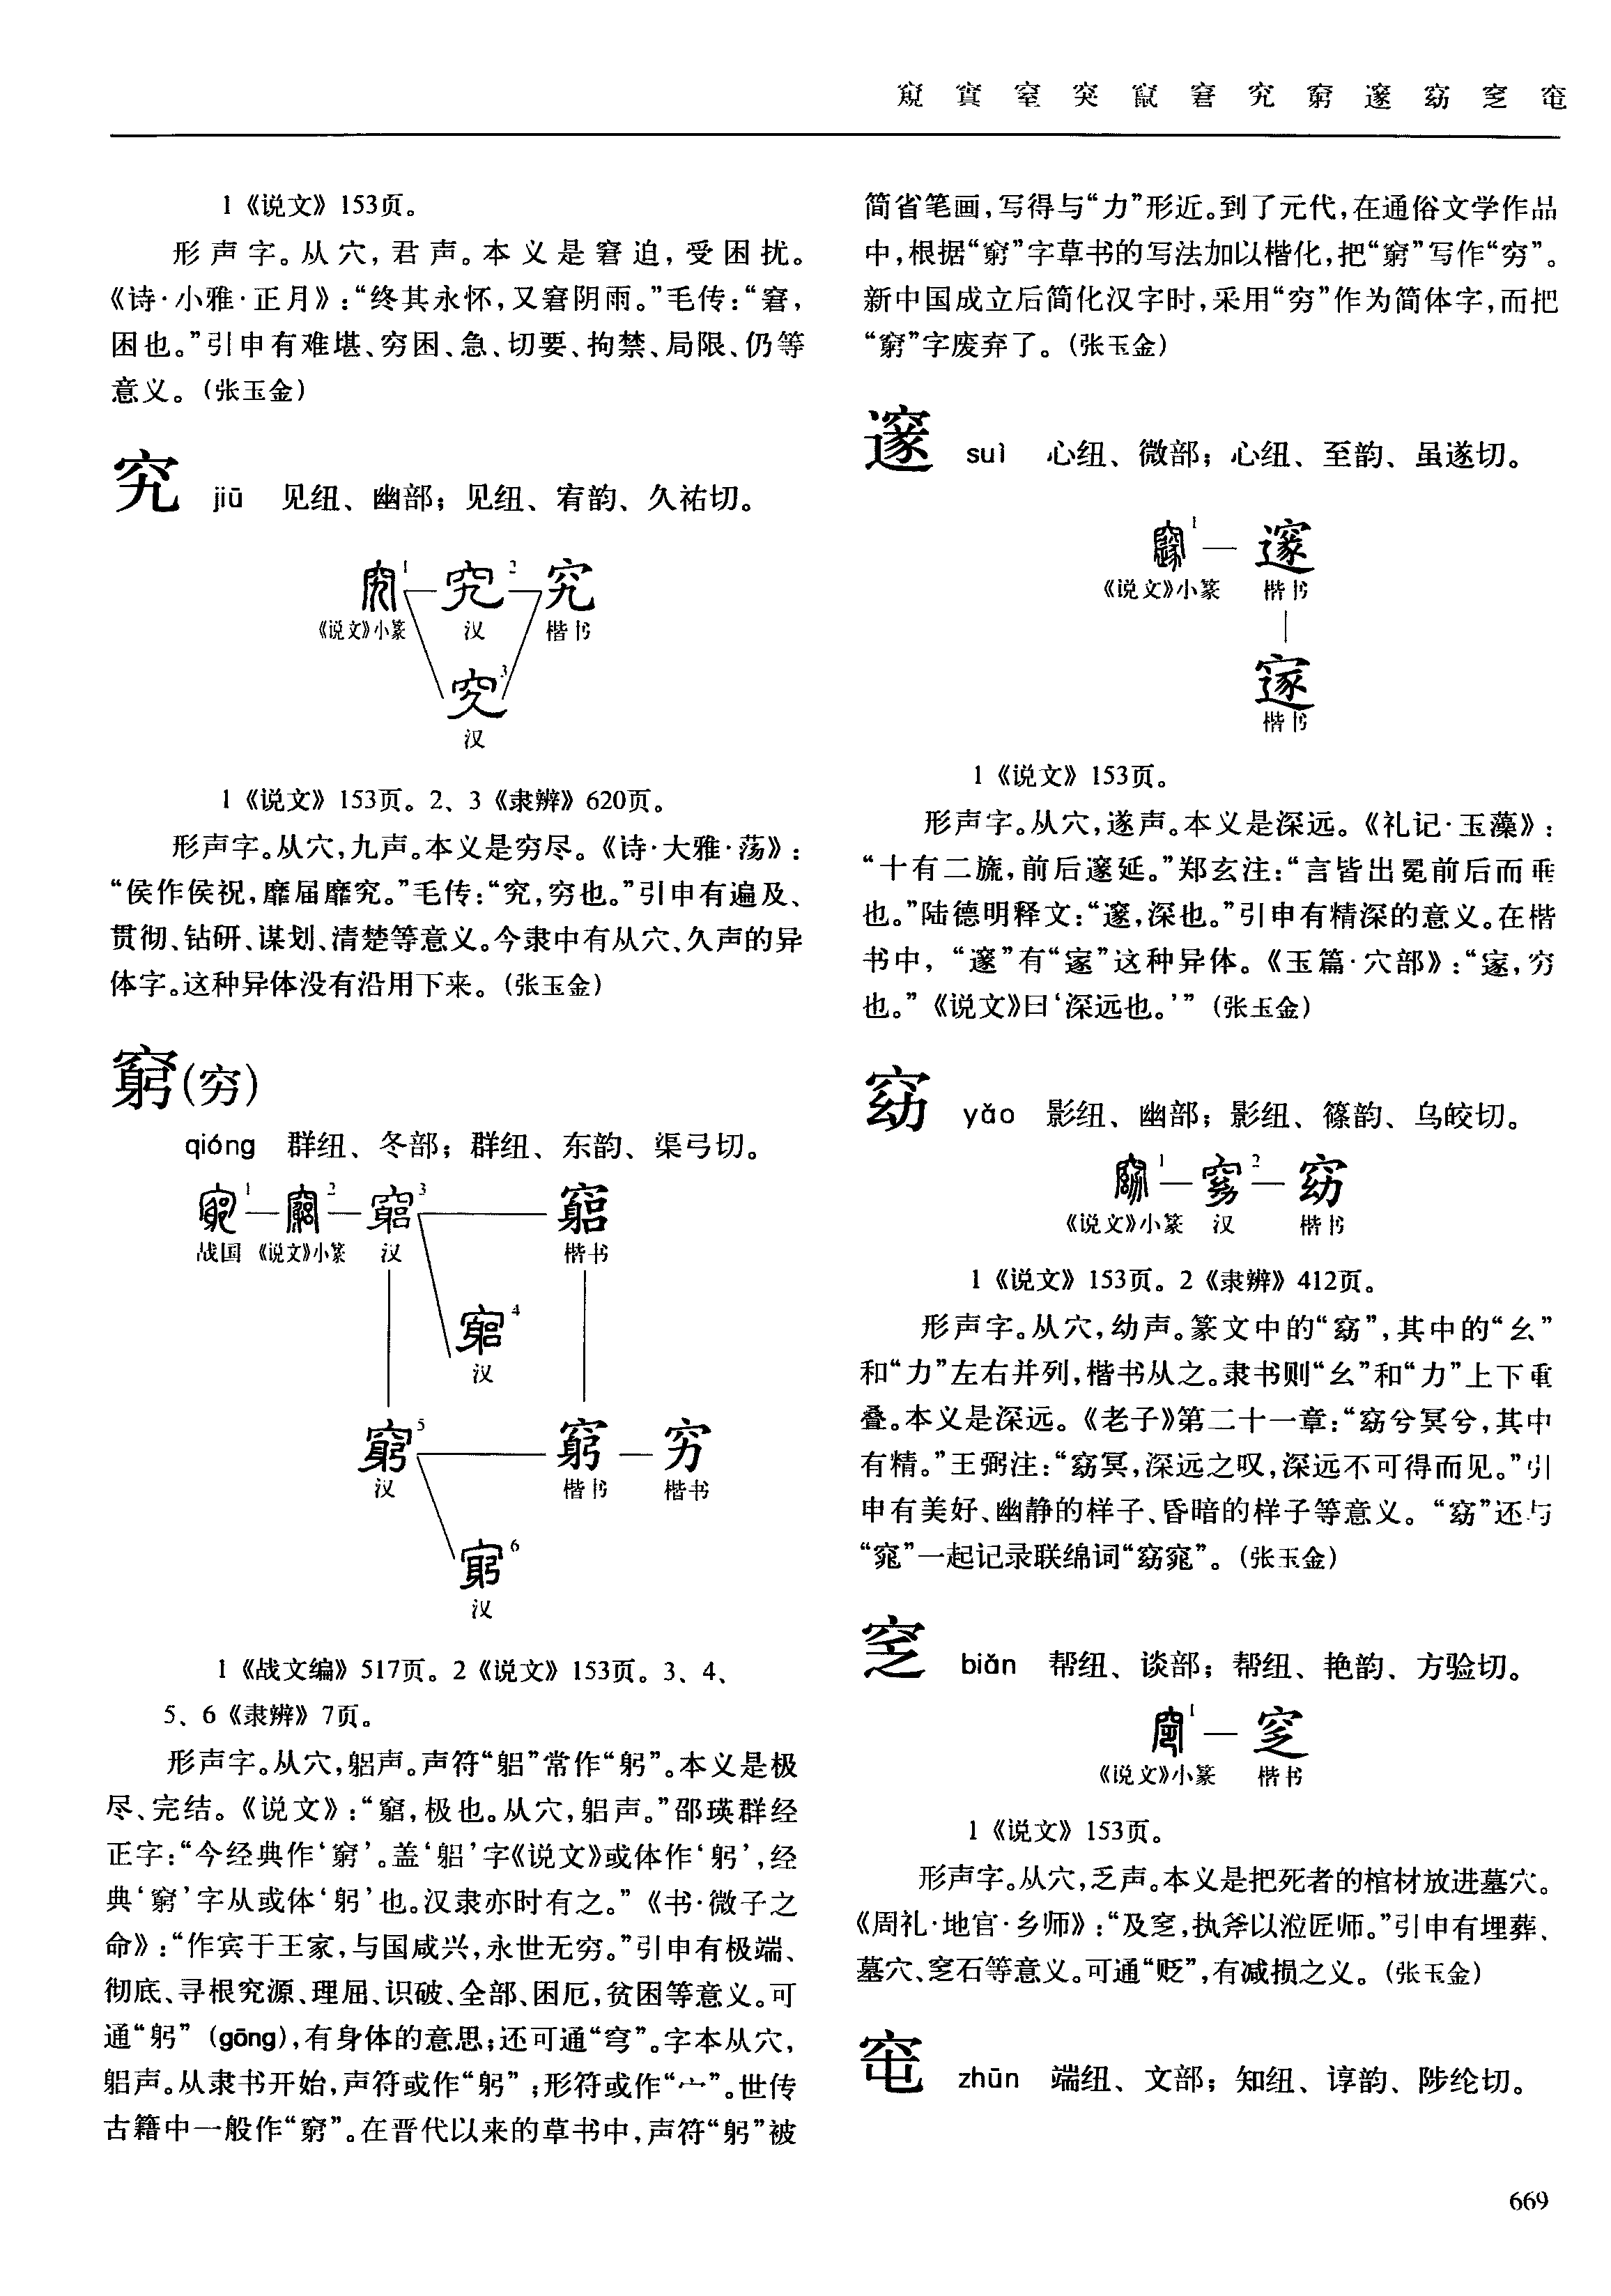 窺 窴 窒 突 竄 窘 究 窮 邃 窈 窆 窀
1《说文》153页。
形声字。从穴，君声。本义是窘迫，受困扰。
《诗·小雅·正月》：“终其永怀，又窘阴雨。”毛传：“窘，
困也。”引申有难堪、穷困、急、切要、拘禁、局限、仍等
意义。（张玉金）
究 jiū 见纽、幽部；见纽、宥韵、久祐切。
1 2 究
《说文》小篆 汉 楷书
3
汉
1《说文》153页。2、3《隶辨》620页。
形声字。从穴，九声。本义是穷尽。《诗·大雅·荡》：
“侯作侯祝，靡届靡究。”毛传：“究，穷也。”引申有遍及、
贯彻、钻研、谋划、清楚等意义。今隶中有从穴、久声的异
体字。这种异体没有沿用下来。（张玉金）
窮（穷）
qióng 群纽、冬部；群纽、东韵、渠弓切。
1 2 3 竆
战国 《说文》小篆 汉 楷书
4
汉
5 窮 穷
汉 楷书 楷书
6
汉
1《战文编》517页。2《说文》153页。3、4、
5、6《隶辨》7页。
形声字。从穴，躳声。声符“躳”常作“躬”。本义是极
尽、完结。《说文》：“竆，极也。从穴，躳声。”邵瑛群经
正字：“今经典作‘窮’。盖‘躳’字《说文》或体作‘躬’，经
典‘窮’字从或体‘躬’也。汉隶亦时有之。”《书·微子之
命》：“作宾于王家，与国咸兴，永世无穷。”引申有极端、
彻底、寻根究源、理屈、识破、全部、困厄，贫困等意义。可
通“躬”（gōng），有身体的意思；还可通“穹”。字本从穴，
躳声。从隶书开始，声符或作“躬”；形符或作“宀”。世传
古籍中一般作“窮”。在晋代以来的草书中，声符“躬”被
简省笔画，写得与“力”形近。到了元代，在通俗文学作品
中，根据“窮”字草书的写法加以楷化，把“窮”写作“穷”。
新中国成立后简化汉字时，采用“穷”作为简体字，而把
“窮”字废弃了。（张玉金）
邃 suì 心纽、微部；心纽、至韵、虽遂切。
1 邃
《说文》小篆 楷书
楷书
1《说文》153页。
形声字。从穴，遂声。本义是深远。《礼记·玉藻》：
“十有二旒，前后邃延。”郑玄注：“言皆出冕前后而垂
也。”陆德明释文：“邃，深也。”引申有精深的意义。在楷
书中，“邃”有“㥞”这种异体。《玉篇·穴部》：“，穷
也。”《说文》曰‘深远也。’”（张玉金）
窈 yǎo 影纽、幽部；影纽、篠韵、乌皎切。
1 2 窈
《说文》小篆 汉 楷书
1《说文》153页。2《隶辨》412页。
形声字。从穴，幼声。篆文中的“窈”，其中的“幺”
和“力”左右并列，楷书从之。隶书则“幺”和“力”上下重
叠。本义是深远。《老子》第二十一章：“窈兮冥兮，其中
有精。”王弼注：“窈冥，深远之叹，深远不可得而见。”引
申有美好、幽静的样子、昏暗的样子等意义。“窈”还与
“窕”一起记录联绵词“窈窕”。（张玉金）
窆 biǎn 帮纽、谈部；帮纽、艳韵、方验切。
1 窆
《说文》小篆 楷书
1《说文》153页。
形声字。从穴，乏声。本义是把死者的棺材放进墓穴。
《周礼·地官·乡师》：“及窆，执斧以涖匠师。”引申有埋葬、
墓穴、窆石等意义。可通“贬”，有减损之义。（张玉金）
窀 zhūn 端纽、文部；知纽、谆韵、陟纶切。
669